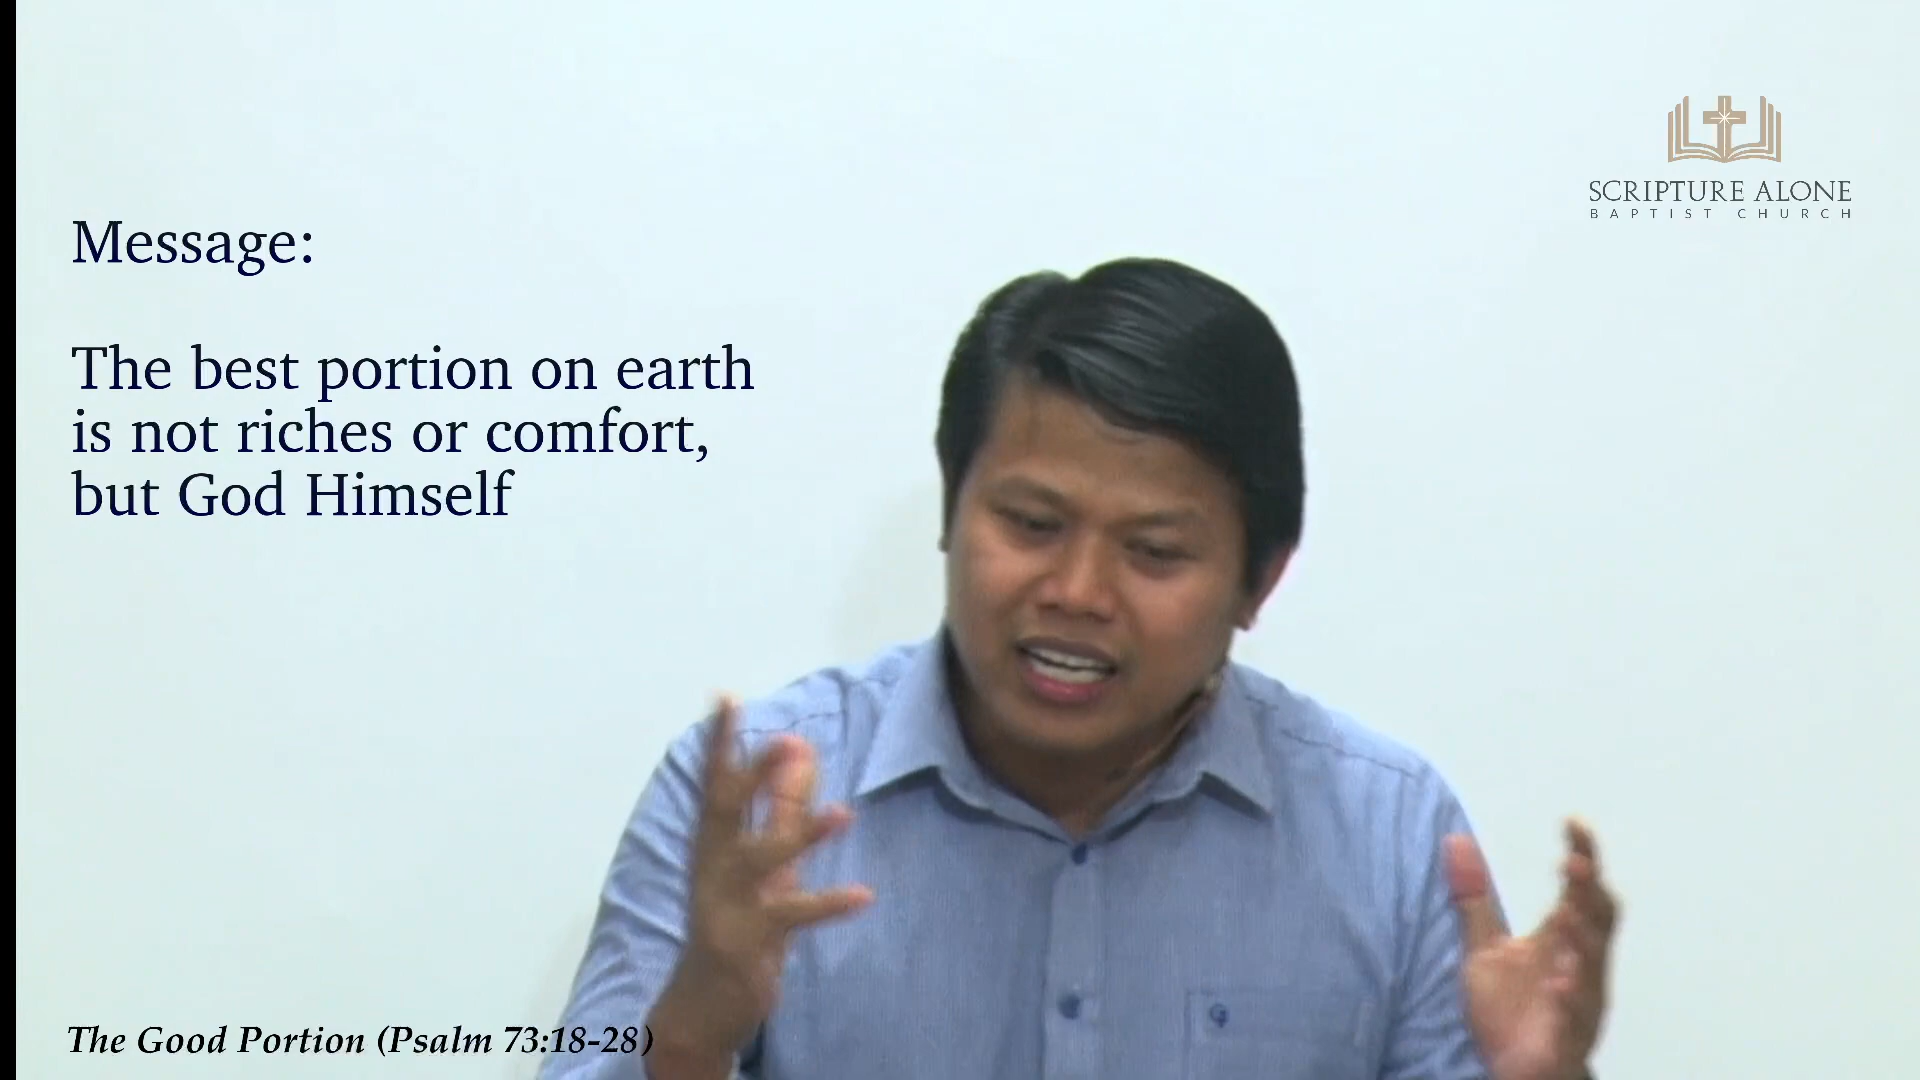 SCRIPTURE ALONE
BAPTIST CHURCH
Message:
The best portion on earth
is not riches or comfort,
but God Himself
The Good Portion (Psalm 73:18-28)